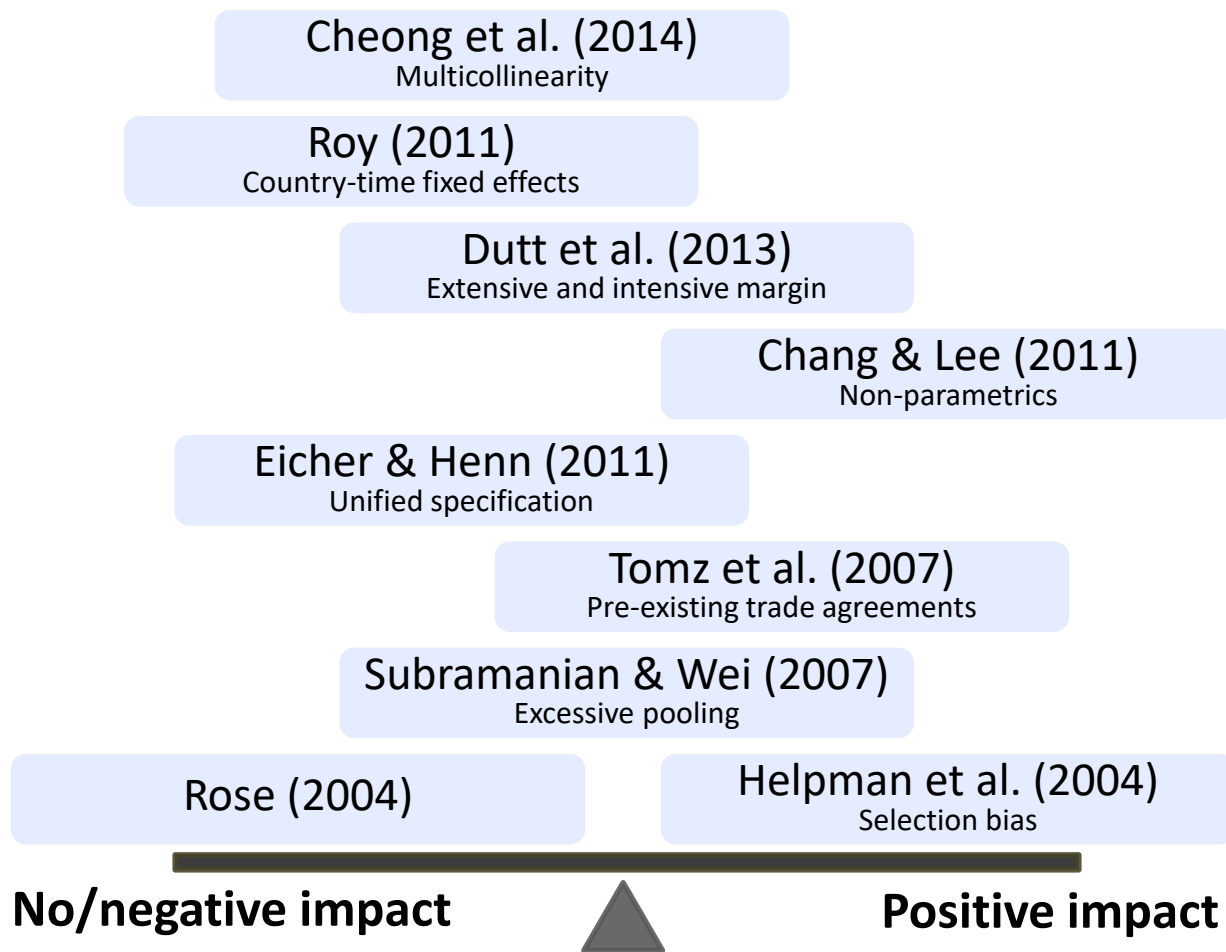 Cheong et al. (2014)
Multicollinearity
Roy (2011)
Country-time fixed effects
Dutt et al. (2013)
Extensive and intensive margin
Chang & Lee (2011)
Non-parametrics
Eicher & Henn (2011)
Unified specification
Tomz et al. (2007)
Pre-existing trade agreements
Subramanian & Wei (2007)
Excessive pooling
Rose (2004)
Helpman et al. (2004)
Selection bias
No/negative impact
Positive impact